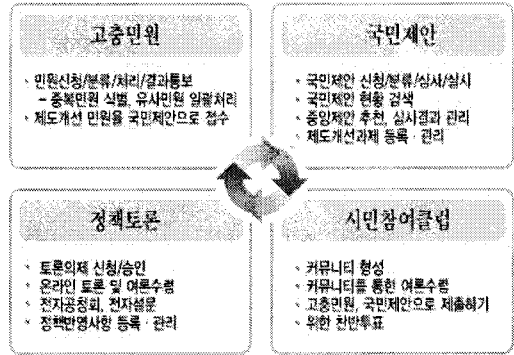 고충민원
· 민원신청/분류/처리/결과통보
- 중복민원 식별, 유사민원 일괄처리
· 제도개선 민원을 국민제안으로 접수
국민제안
· 국민제안 신청/분류/심사/실시
· 국민제안 현황 검색
· 중앙제안 추천, 심사결과 관리
· 제도개선과제 등록 · 관리
정책토론
· 토론의제 신청/승인
· 온라인 토론 및 여론수렴
· 전자공청회, 전자설문
· 정책반영사항 등록 · 관리
시민참여클럽
· 커뮤니티 형성
· 커뮤니티를 통한 여론수렴
· 고충민원, 국민제안으로 제출하기
· 위한 찬반투표